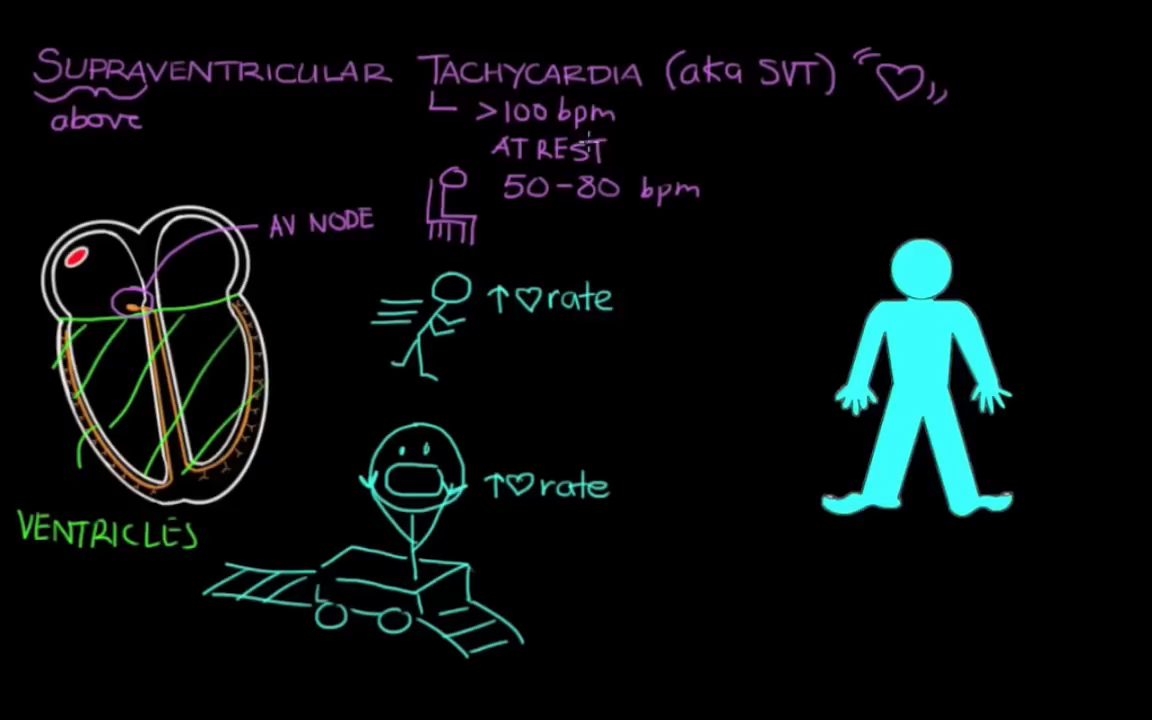 SUPRAVENTRICULAR TACHYCARDIA (aka SVT)
above
>100 bpm
AT REST
50-80 bpm
AV NODE
↑♡rate
↑♡rate
VENTRICLES